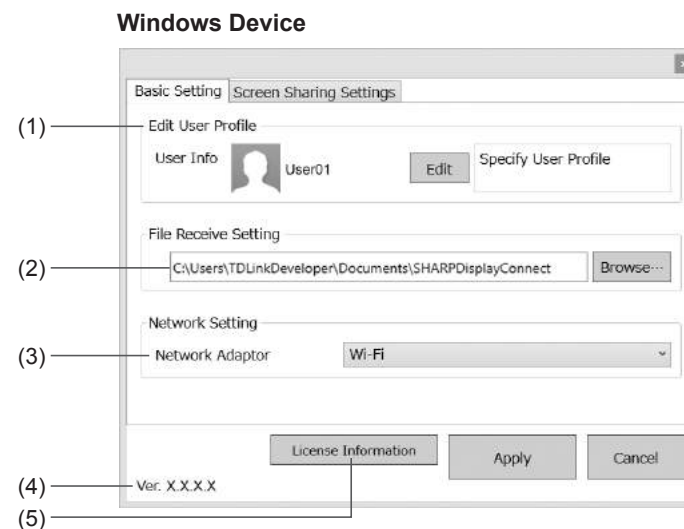 Windows Device
Basic Setting Screen Sharing Settings
(1) Edit User Profile
User Info User01 Edit Specify User Profile
File Receive Setting
(2) C:\Users\TDLinkDeveloper\Documents\SHARPDisplayConnect Browse···
Network Setting
(3) Network Adaptor Wi-Fi
License Information Apply Cancel
(4) Ver. X.X.X.X
(5)